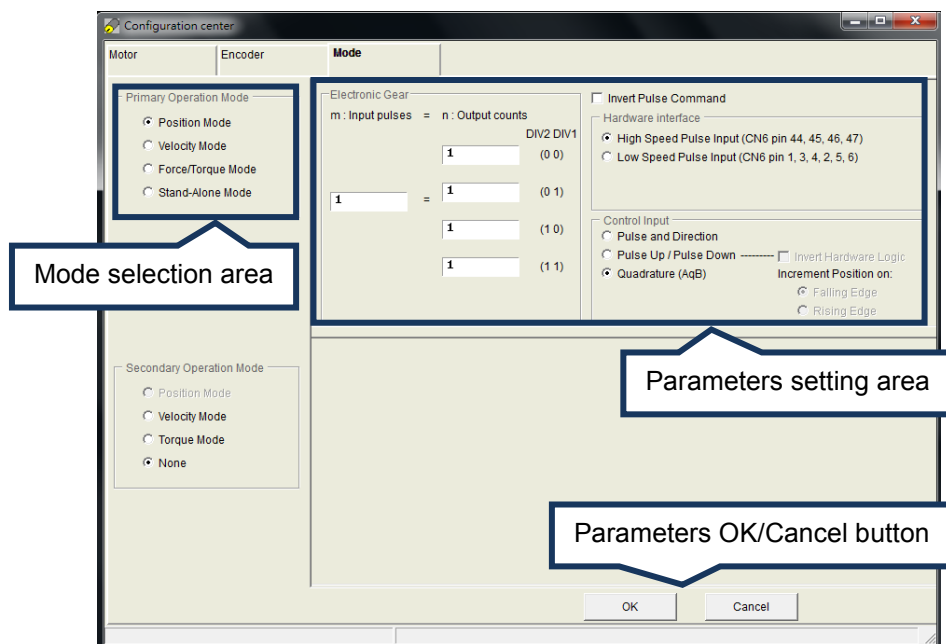 Configuration center
Motor
Encoder
Mode
Primary Operation Mode
Position Mode
Velocity Mode
Force/Torque Mode
Stand-Alone Mode
Mode selection area
Electronic Gear
m : Input pulses = n : Output counts
DIV2 DIV1
1 (0 0)
1 = 1 (0 1)
1 (1 0)
1 (1 1)
Invert Pulse Command
Hardware interface
High Speed Pulse Input (CN6 pin 44, 45, 46, 47)
Low Speed Pulse Input (CN6 pin 1, 3, 4, 2, 5, 6)
Control Input
Pulse and Direction
Pulse Up / Pulse Down --------- Invert Hardware Logic
Quadrature (AqB) Increment Position on:
Falling Edge
Rising Edge
Parameters setting area
Secondary Operation Mode
Position Mode
Velocity Mode
Torque Mode
None
Parameters OK/Cancel button
OK
Cancel